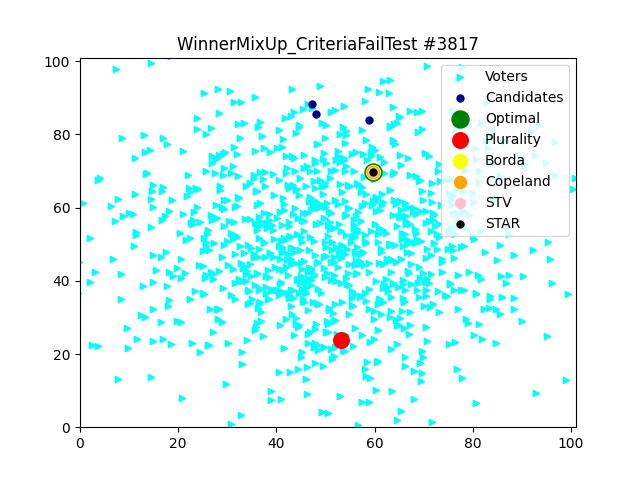 WinnerMixUp_CriteriaFailTest #3817
100
80
60
40
20
0
0
20
40
60
80
100
Voters
Candidates
Optimal
Plurality
Borda
Copeland
STV
STAR